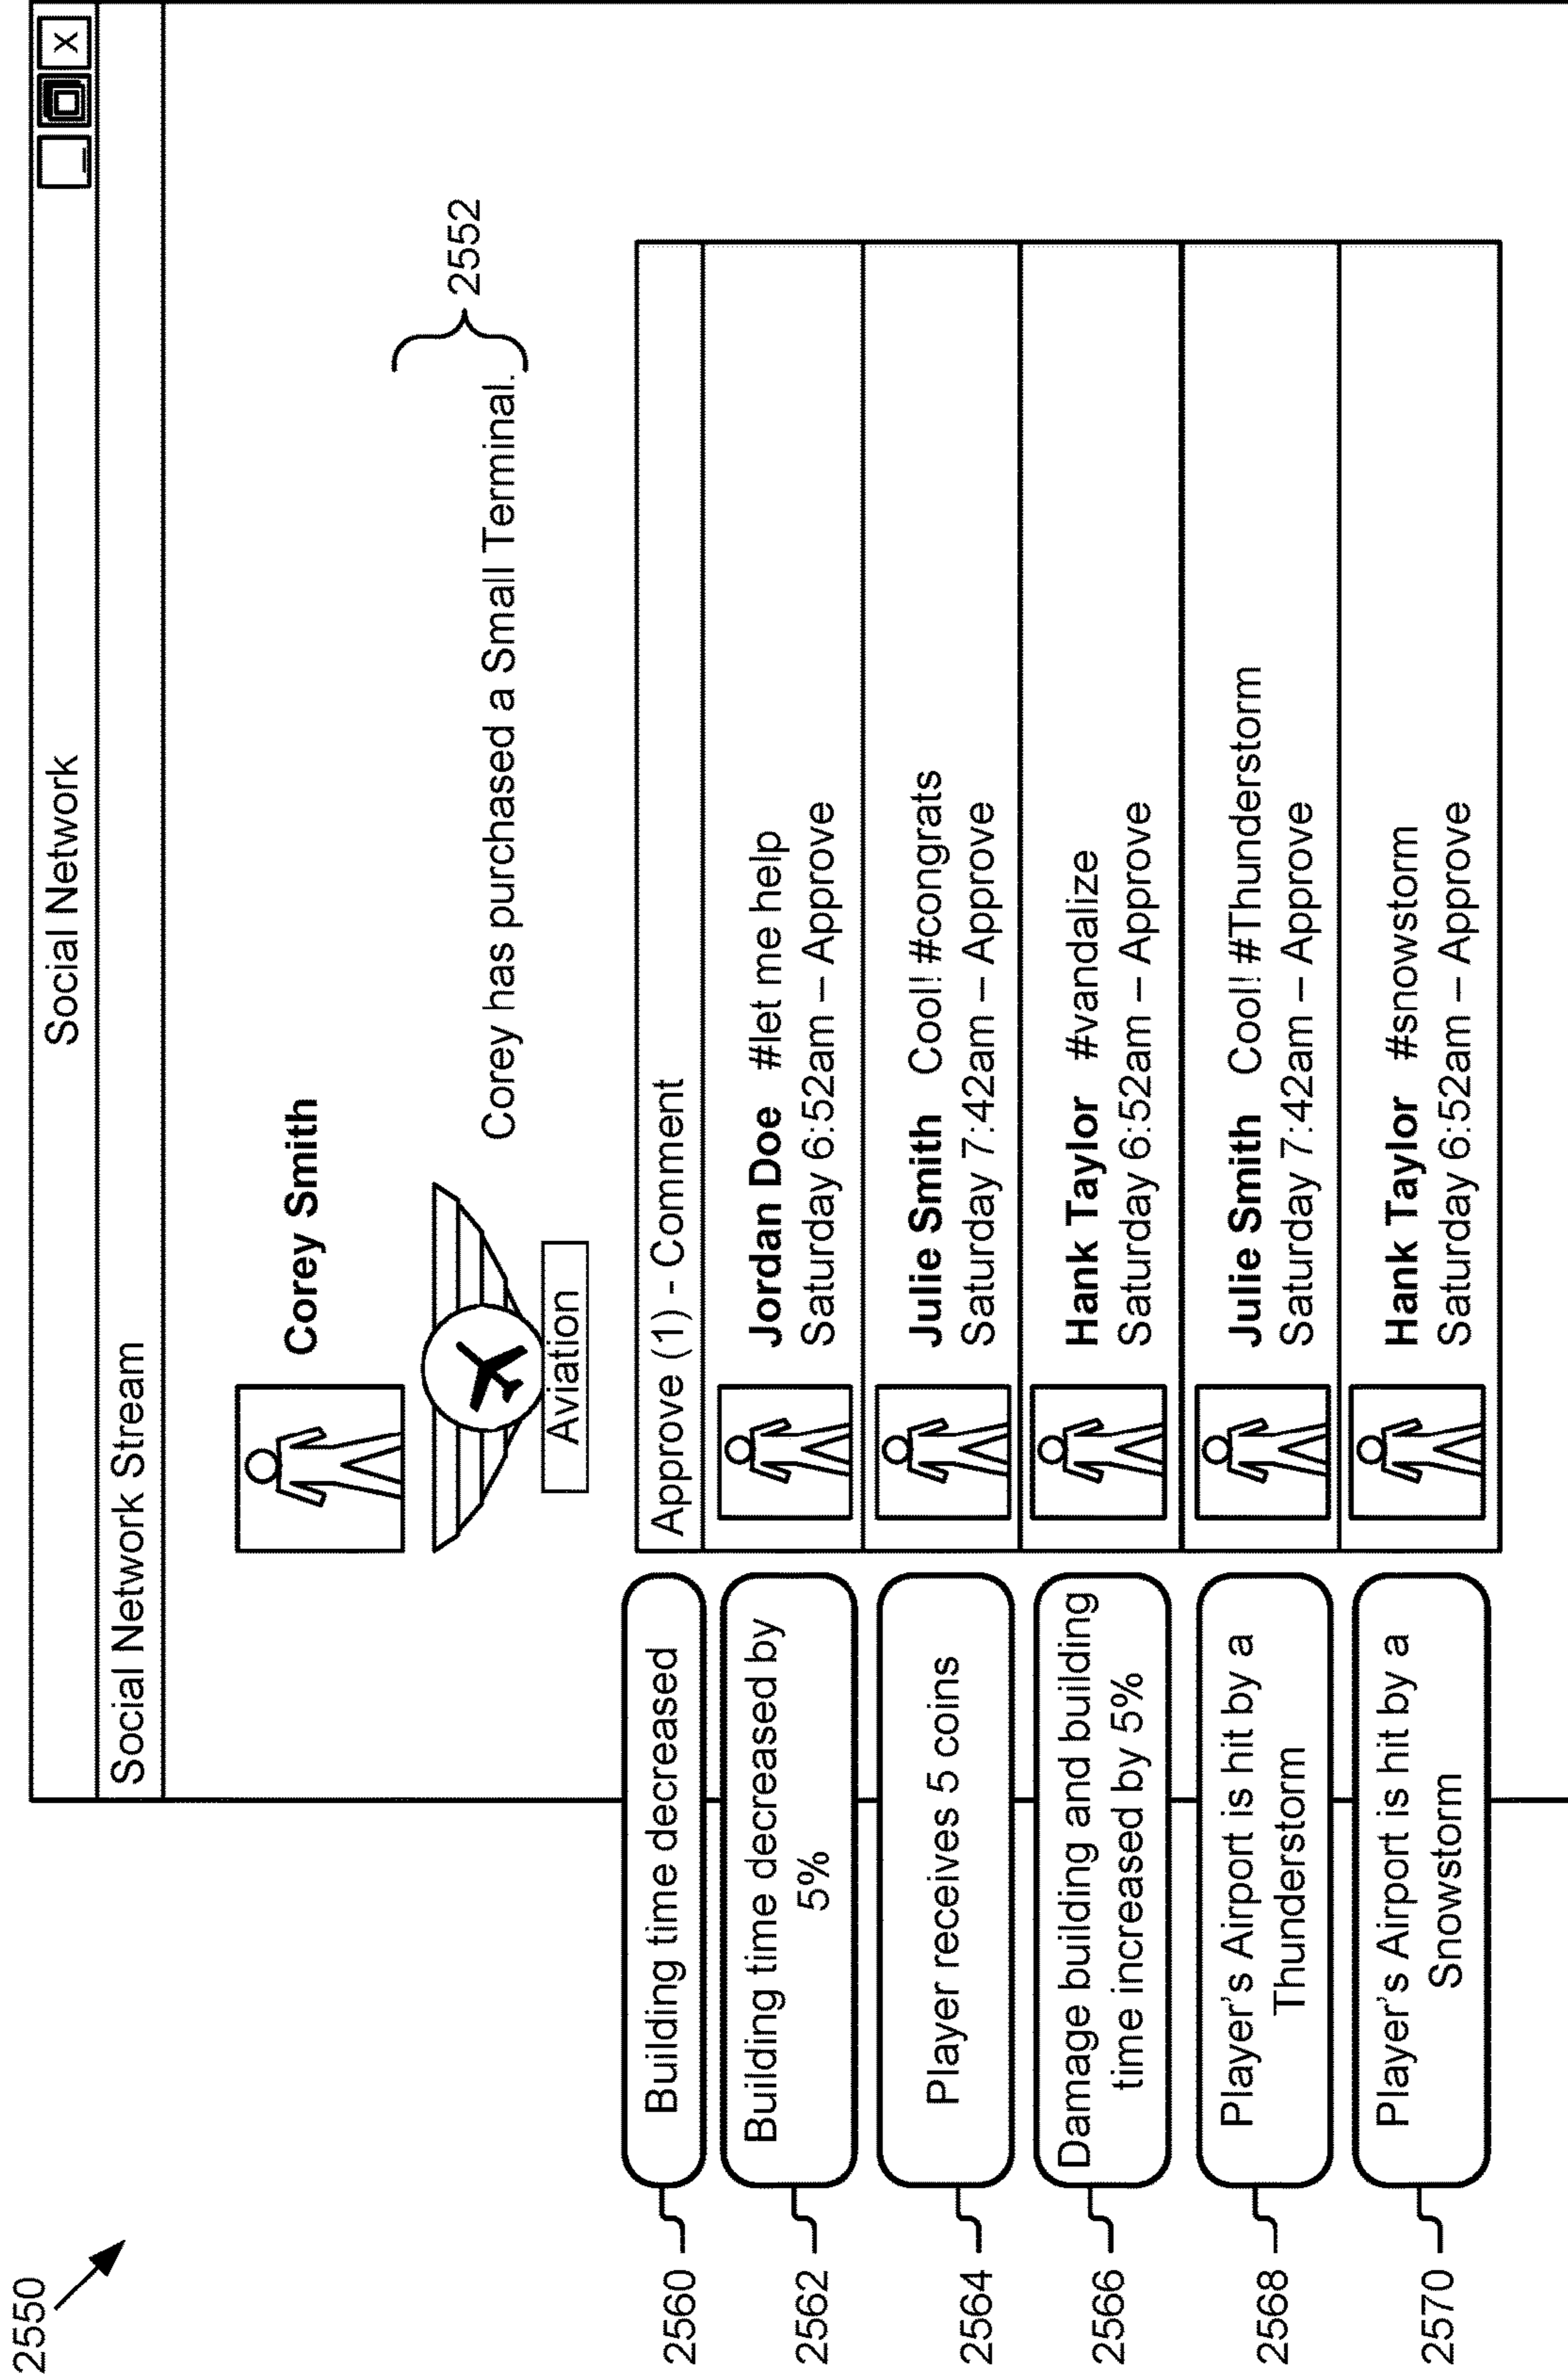 2550
Social Network
_ X
Social Network Stream
Corey Smith
Aviation
Corey has purchased a Small Terminal.
2552
2560
Building time decreased
Approve (1) - Comment
2562
Building time decreased by
5%
Jordan Doe #let me help
Saturday 6:52am – Approve
2564
Player receives 5 coins
Julie Smith Cool! #congrats
Saturday 7:42am – Approve
2566
Damage building and building
time increased by 5%
Hank Taylor #vandalize
Saturday 6:52am – Approve
2568
Player's Airport is hit by a
Thunderstorm
Julie Smith Cool! #Thunderstorm
Saturday 7:42am – Approve
2570
Player's Airport is hit by a
Snowstorm
Hank Taylor #snowstorm
Saturday 6:52am – Approve